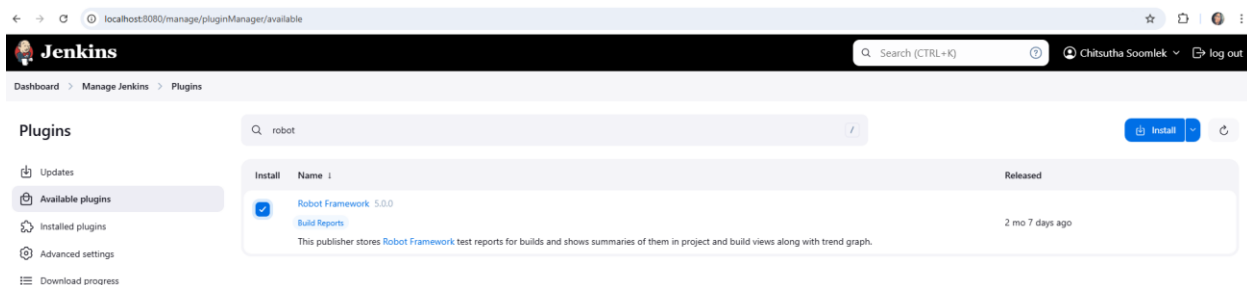 localhost:8080/manage/pluginManager/available
Jenkins
Search (CTRL+K)
?
Chitsutha Soomlek
log out
Dashboard > Manage Jenkins > Plugins
Plugins
robot
/
Install
Updates
Available plugins
Installed plugins
Advanced settings
Download progress
Install Name ↓ Released
Robot Framework 5.0.0
Build Reports
2 mo 7 days ago
This publisher stores Robot Framework test reports for builds and shows summaries of them in project and build views along with trend graph.